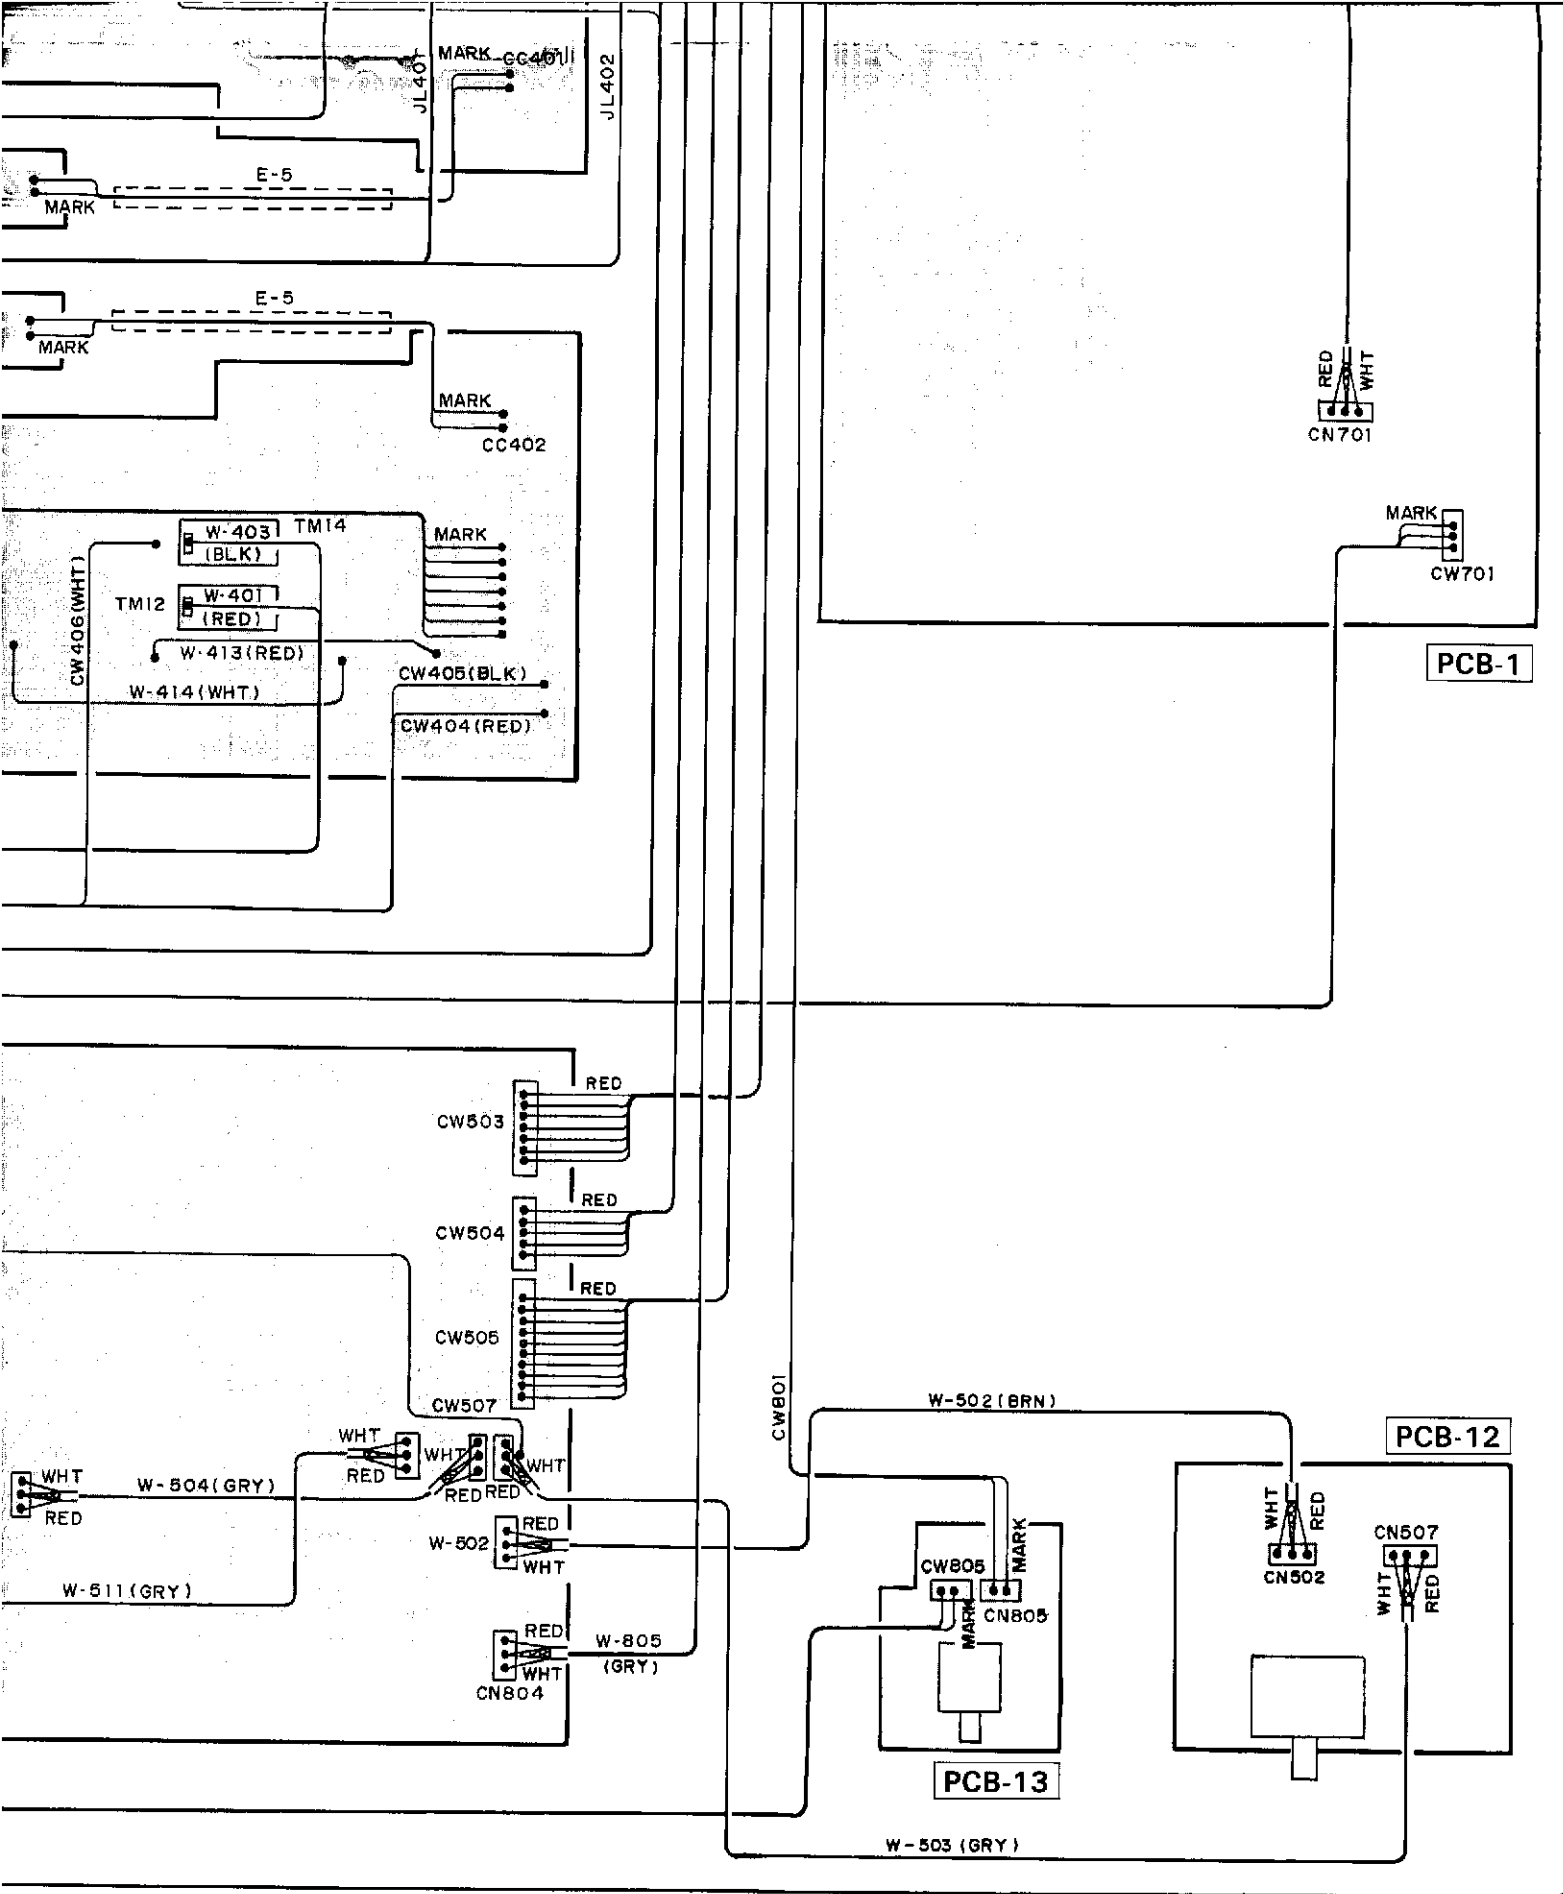 MARK
CC401
JL401
JL402
E-5
MARK
E-5
MARK
RED
WHT
CN701
MARK
CC402
W-403
(BLK)
TM14
MARK
MARK
CW701
CW406(WHT)
TM12
W-401
(RED)
W-413(RED)
CW405(BLK)
W-414(WHT)
CW404(RED)
PCB-1
RED
CW503
RED
CW504
RED
CW505
CW801
CW507
W-502(BRN)
PCB-12
WHT
RED
WHT
WHT
RED
RED
WHT
RED
W-504(GRY)
RED
W-502
WHT
WHT
RED
CN502
CN507
WHT
RED
CW805
MARK
CN805
MARK
W-511(GRY)
RED
WHT
CN804
W-805
(GRY)
PCB-13
W-503(GRY)